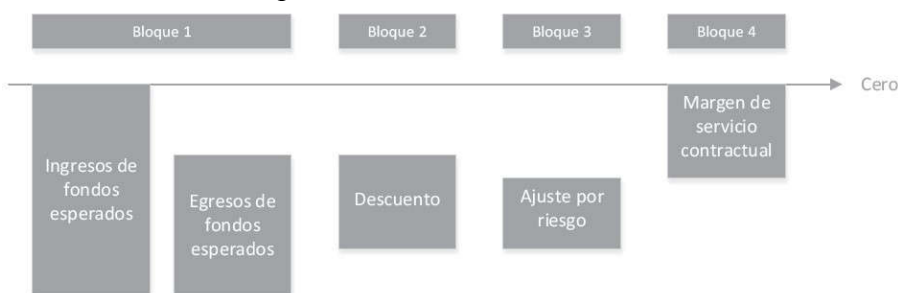 Bloque 1
Bloque 2
Bloque 3
Bloque 4
Cero
Ingresos de
fondos
esperados
Egresos de
fondos
esperados
Descuento
Ajuste por
riesgo
Margen de
servicio
contractual